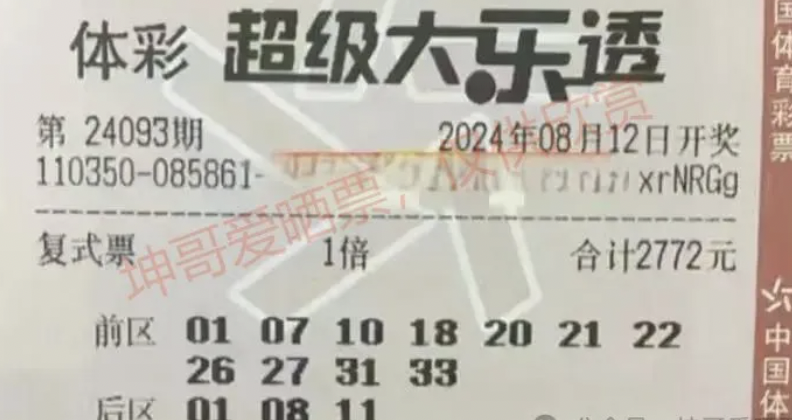 体彩 超级大乐透
第 24093期 2024年08月12日开奖
110350-085861- xrNRGg
复式票 1倍 合计2772元
前区 01 07 10 18 20 21 22
26 27 31 33
后区 01 08 11
坤哥爱晒票，仅供欣赏
国体育彩票
中国体